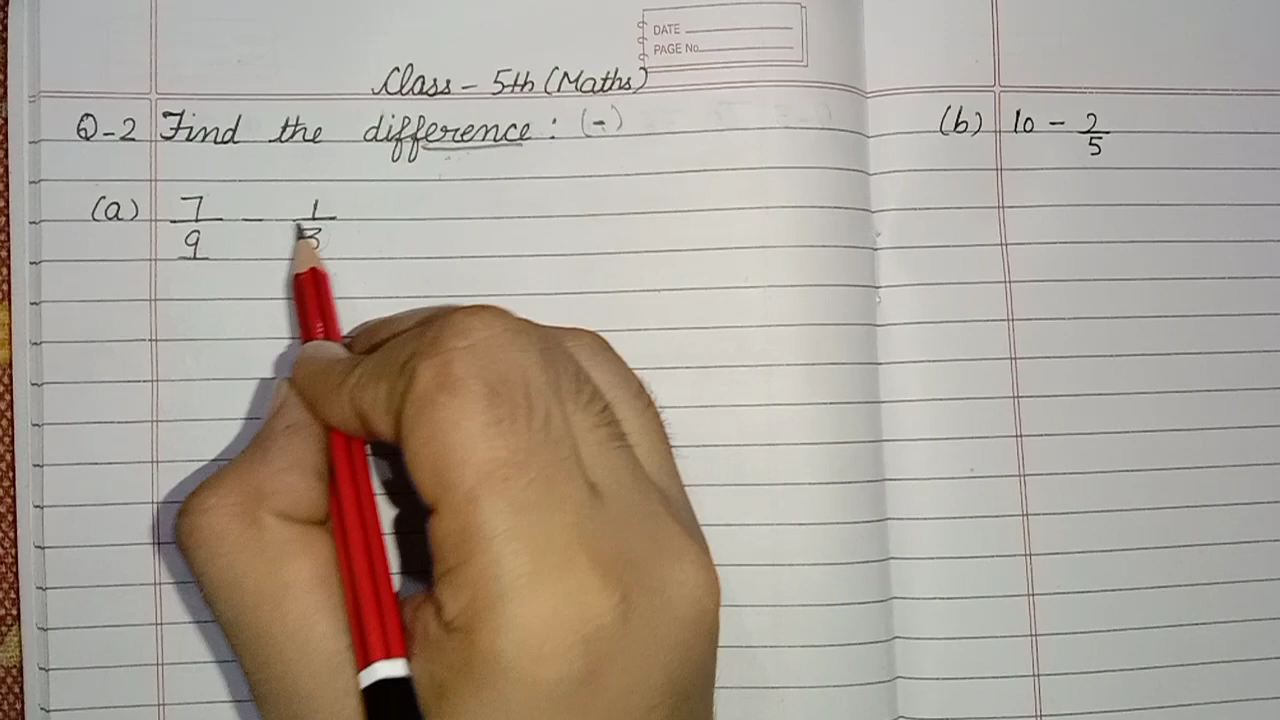 DATE
PAGE No.
Class - 5th (Maths)
Q-2 Find the difference : (-)
(a) 7/9 - 1/3
(b) 10 - 2/5